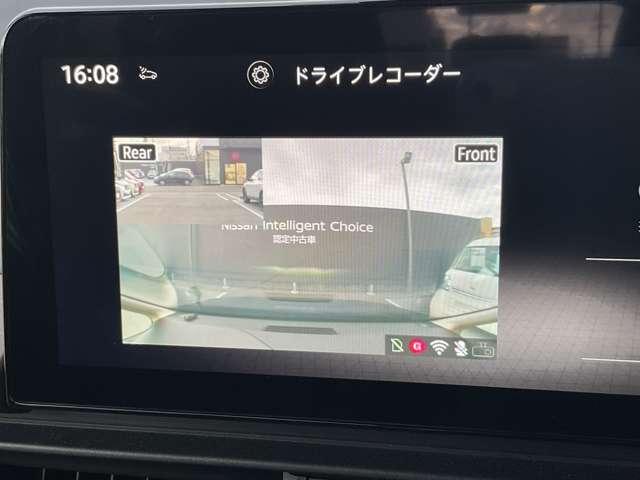 16:08
ドライブレコーダー
Rear
Front
Nissan Intelligent Choice
認定中古車
G